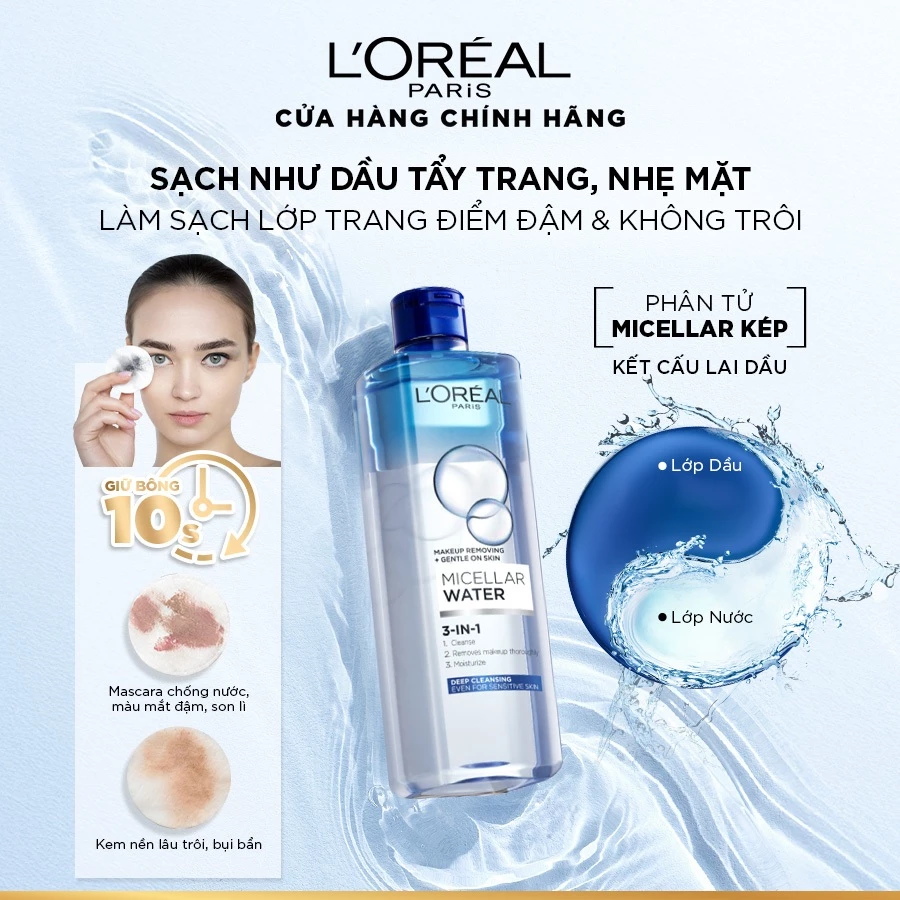 L'ORÉAL
PARiS
CỬA HÀNG CHÍNH HÃNG
SẠCH NHƯ DẦU TẨY TRANG, NHẸ MẶT
LÀM SẠCH LỚP TRANG ĐIỂM ĐẬM & KHÔNG TRÔI
GIỮ BÔNG
10s
Mascara chống nước,
màu mắt đậm, son lì
Kem nền lâu trôi, bụi bẩn
L'ORÉAL
PARIS
MAKEUP REMOVING
+ GENTLE ON SKIN
MICELLAR
WATER
3-IN-1
1. Cleanse
2. Removes makeup thoroughly
3. Moisturize
DEEP CLEANSING
EVEN FOR SENSITIVE SKIN
PHÂN TỬ
MICELLAR KÉP
KẾT CẤU LAI DẦU
• Lớp Dầu
• Lớp Nước